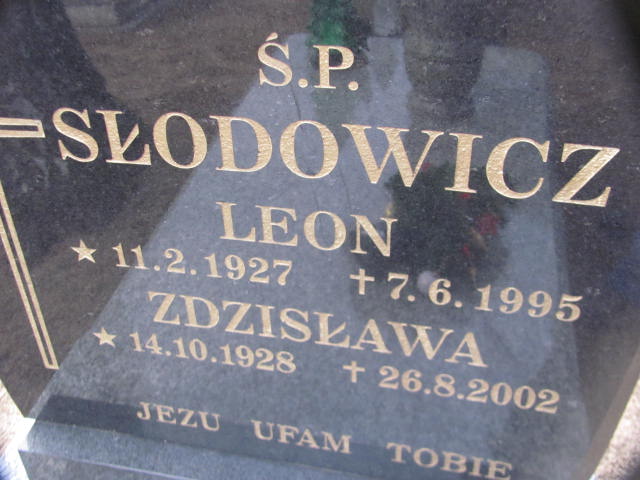 Ś.P.
SŁODOWICZ
LEON
★ 11.2.1927 ✝ 7.6.1995
ZDZISŁAWA
★ 14.10.1928 ✝ 26.8.2002
JEZU UFAM TOBIE